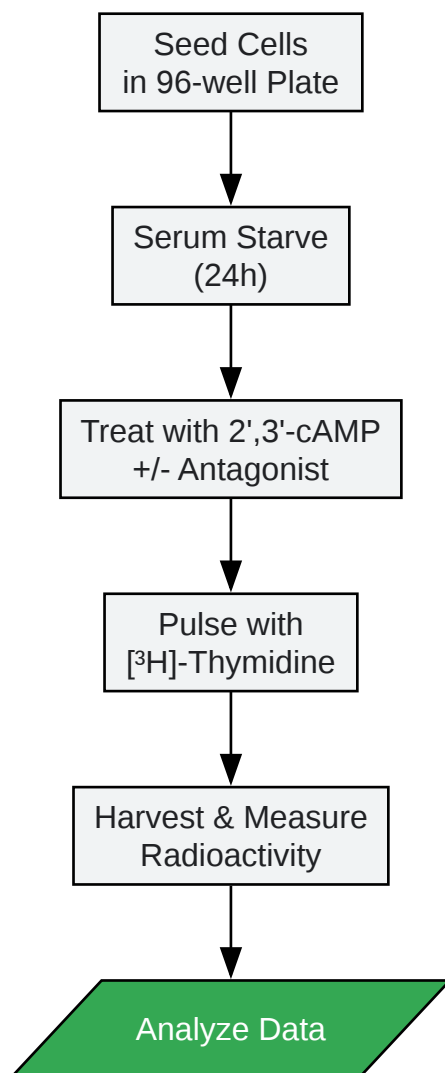 Seed Cells
in 96-well Plate
Serum Starve
(24h)
Treat with 2',3'-cAMP
+/- Antagonist
Pulse with
[³H]-Thymidine
Harvest & Measure
Radioactivity
Analyze Data